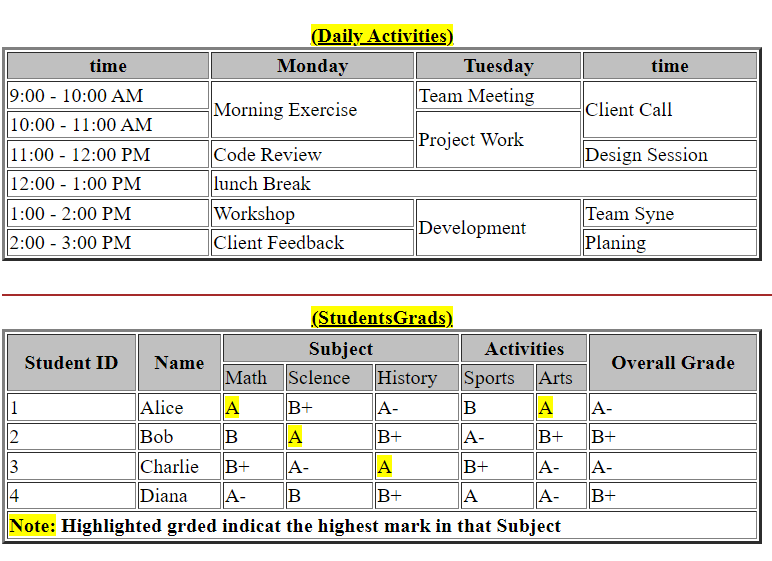 (Daily Activities)
time Monday Tuesday time
9:00 - 10:00 AM Morning Exercise Team Meeting Client Call
10:00 - 11:00 AM Project Work
11:00 - 12:00 PM Code Review Design Session
12:00 - 1:00 PM lunch Break
1:00 - 2:00 PM Workshop Development Team Syne
2:00 - 3:00 PM Client Feedback Planing
(StudentsGrads)
Student ID Name Subject Activities Overall Grade
Math Sclence History Sports Arts
1 Alice A B+ A- B A A-
2 Bob B A B+ A- B+ B+
3 Charlie B+ A- A B+ A- A-
4 Diana A- B B+ A A- B+
Note: Highlighted grded indicat the highest mark in that Subject